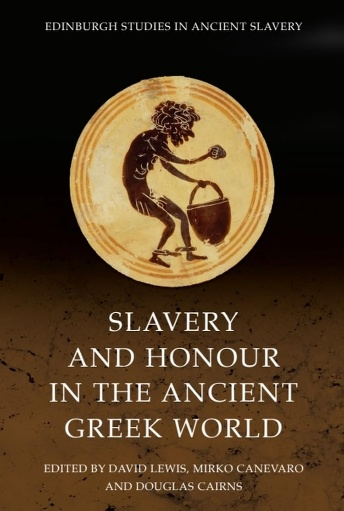 EDINBURGH STUDIES IN ANCIENT SLAVERY
SLAVERY
AND HONOUR
IN THE ANCIENT
GREEK WORLD
EDITED BY DAVID LEWIS, MIRKO CANEVARO
AND DOUGLAS CAIRNS